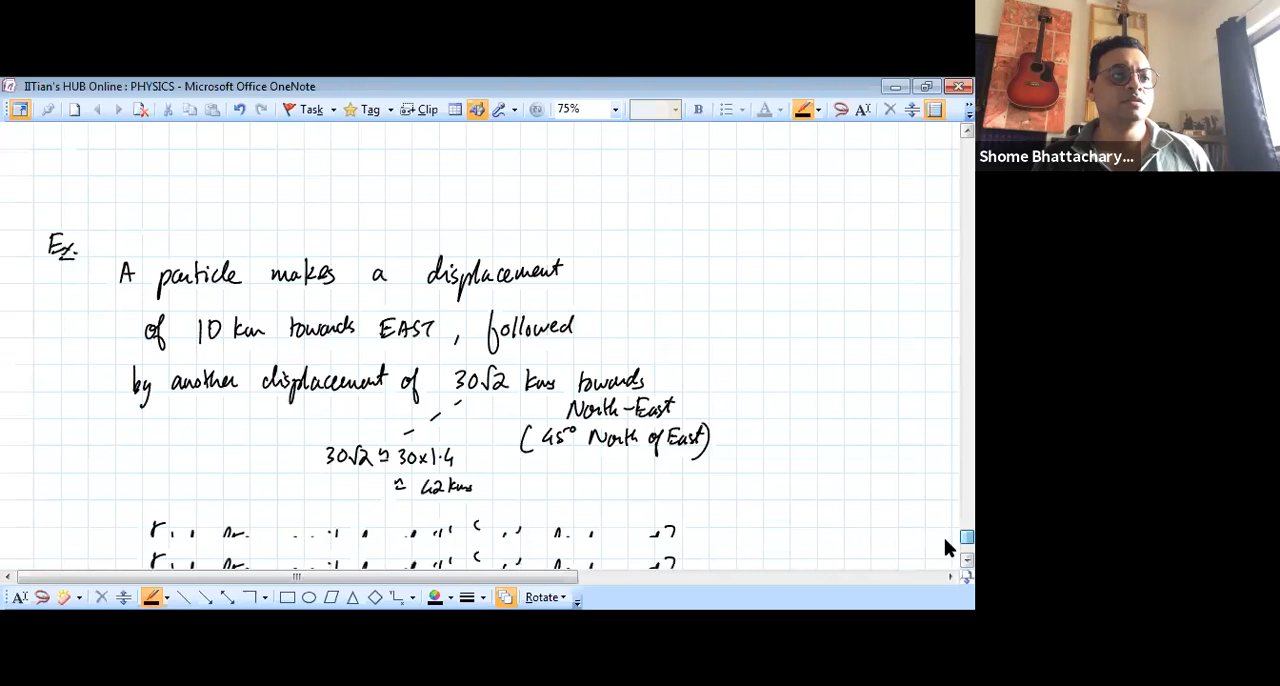 IITian's HUB Online : PHYSICS - Microsoft Office OneNote
Task Tag Clip 75% B A
Shome Bhattachary...
Ex.
A particle makes a displacement
of 10 km towards EAST, followed
by another displacement of 30√2 kms towards
North-East
(45° North of East)
30√2 ≈ 30×1.4
≈ 42 kms
Rotate